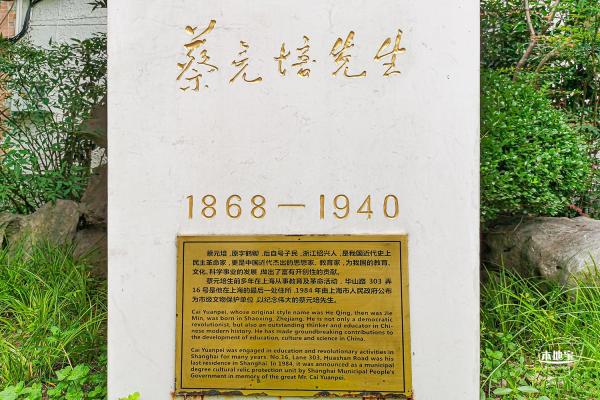 蔡元培先生
1868—1940
蔡元培, 原字鹤卿, 后自号孑民, 浙江绍兴人, 是我国近代史上
民主革命家, 更是中国近代杰出的思想家、教育家, 为我国的教育、
文化、科学事业的发展, 做出了富有开创性的贡献。
蔡元培生前多年在上海从事教育及革命活动, 华山路 303 弄
16 号是他在上海的最后一处住所, 1984 年由上海市人民政府公布
为市级文物保护单位, 以纪念伟大的蔡元培先生。
Cai Yuanpei, whose original style name was He Qing, then was Jie
Min, was born in Shaoxing, Zhejiang. He is not only a democratic
revolutionist, but also an outstanding thinker and educator in Chi-
nese modern history. He has made groundbreaking contributions to
the development of education, culture and science in China.
Cai Yuanpei was engaged in education and revolutionary activities in
Shanghai for many years. No.16, Lane 303, Huashan Road was his
last residence in Shanghai. In 1984, it was announced as a municipal
degree cultural relic protection unit by Shanghai Municipal People's
Government in memory of the great Mr. Cai Yuanpei.
本地宝